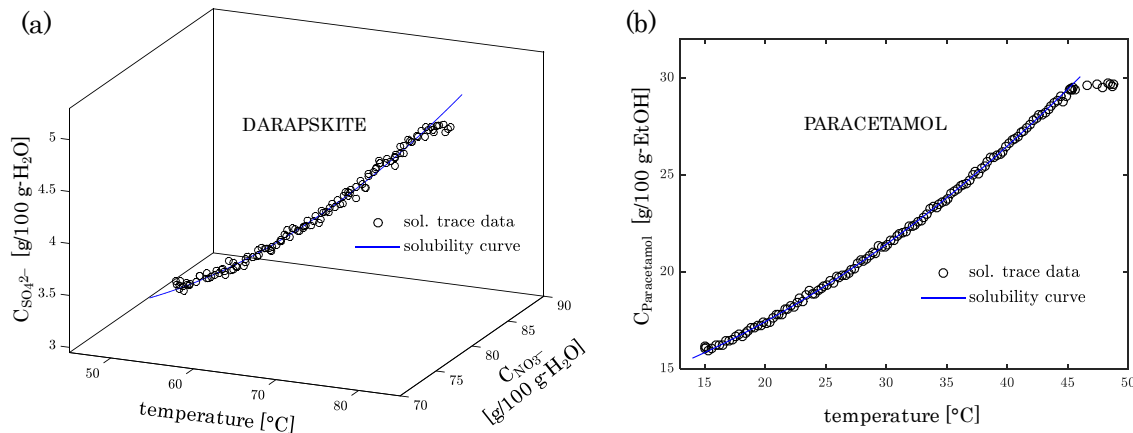 (a)
DARAPSKITE
5
4.5
4
3.5
3
C_SO₄²⁻ [g/100 g-H₂O]
sol. trace data
solubility curve
50
60
70
80
temperature [°C]
70
75
80
85
90
C_NO₃⁻
[g/100 g-H₂O]
(b)
PARACETAMOL
30
25
20
15
C_Paracetamol [g/100 g-EtOH]
sol. trace data
solubility curve
15
20
25
30
35
40
45
50
temperature [°C]